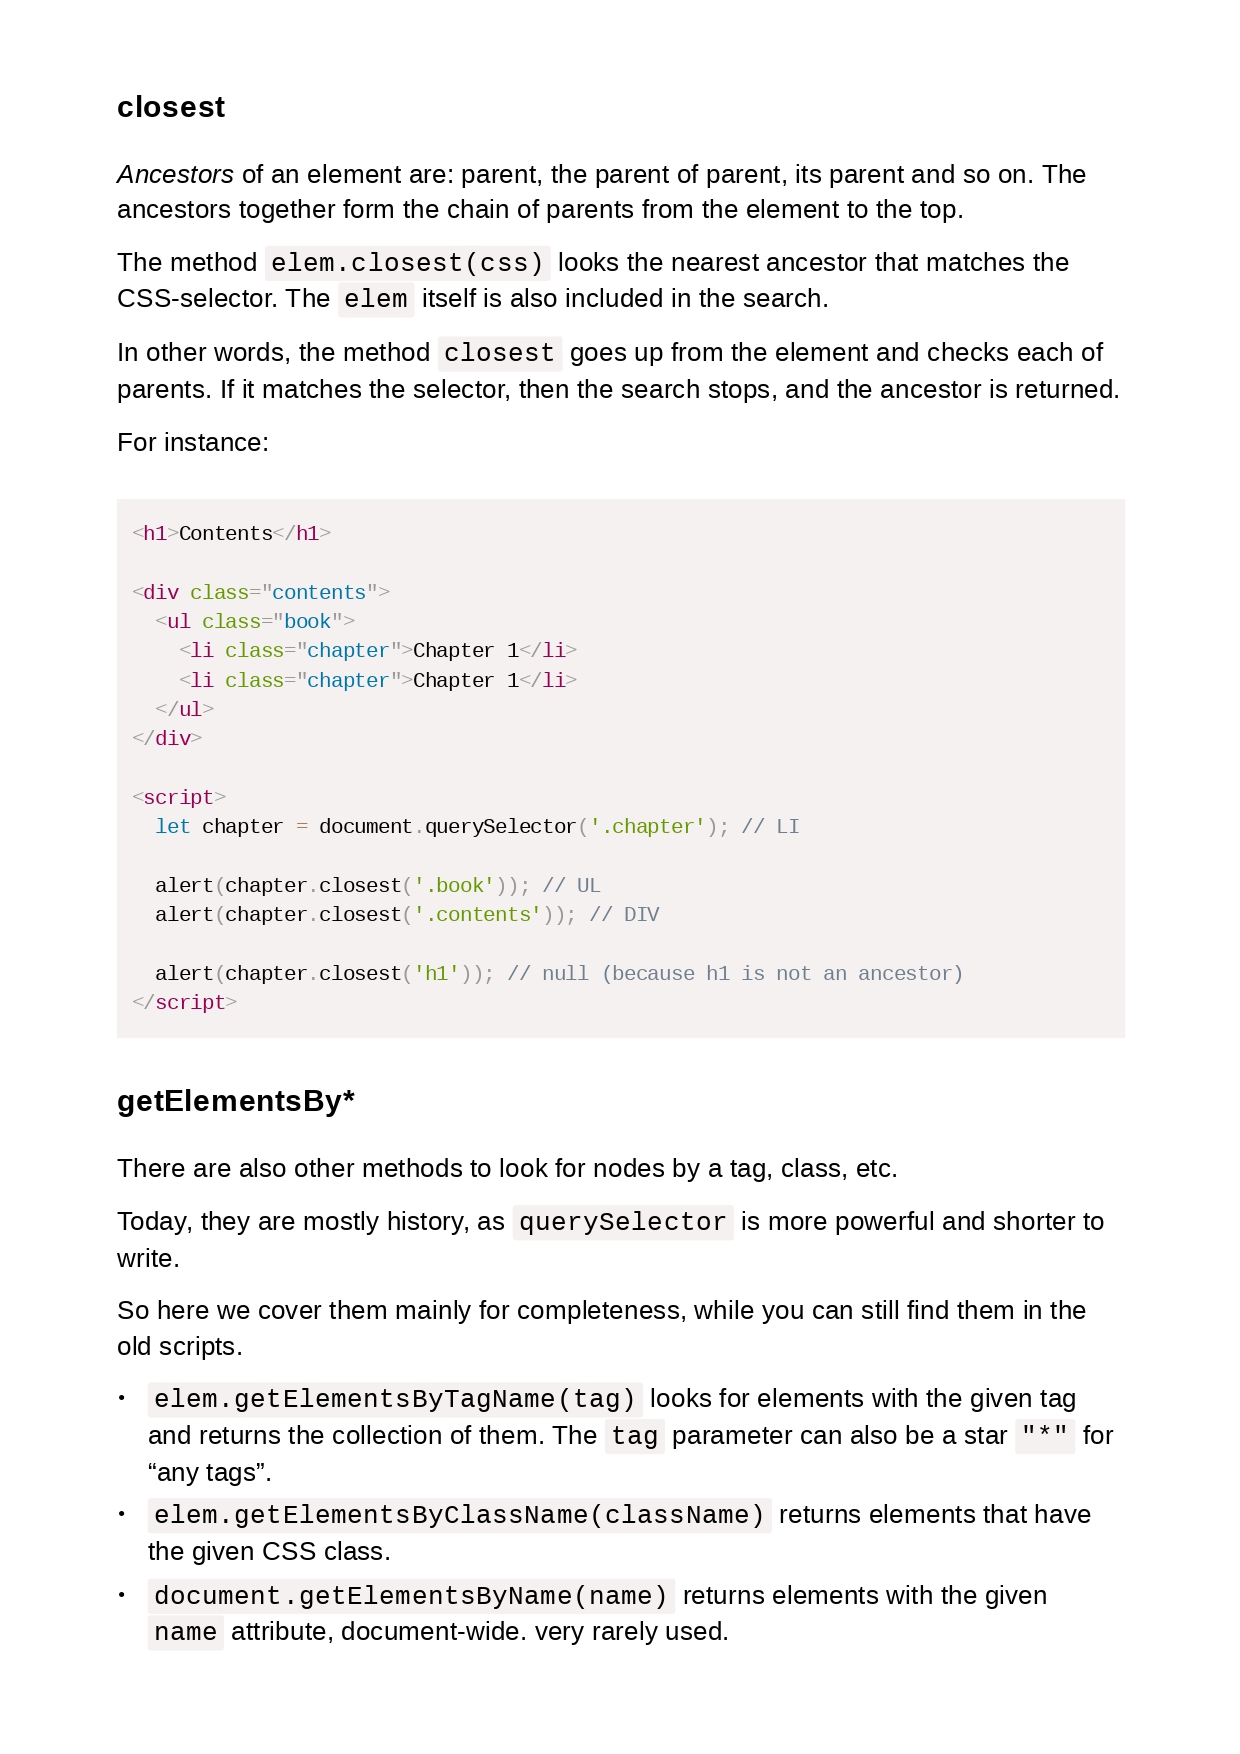 closest
Ancestors of an element are: parent, the parent of parent, its parent and so on. The
ancestors together form the chain of parents from the element to the top.
The method elem.closest(css) looks the nearest ancestor that matches the
CSS-selector. The elem itself is also included in the search.
In other words, the method closest goes up from the element and checks each of
parents. If it matches the selector, then the search stops, and the ancestor is returned.
For instance:
<h1>Contents</h1>
<div class="contents">
  <ul class="book">
    <li class="chapter">Chapter 1</li>
    <li class="chapter">Chapter 1</li>
  </ul>
</div>
<script>
  let chapter = document.querySelector('.chapter'); // LI
  alert(chapter.closest('.book')); // UL
  alert(chapter.closest('.contents')); // DIV
  alert(chapter.closest('h1')); // null (because h1 is not an ancestor)
</script>
getElementsBy*
There are also other methods to look for nodes by a tag, class, etc.
Today, they are mostly history, as querySelector is more powerful and shorter to
write.
So here we cover them mainly for completeness, while you can still find them in the
old scripts.
• elem.getElementsByTagName(tag) looks for elements with the given tag
and returns the collection of them. The tag parameter can also be a star "*" for
“any tags”.
• elem.getElementsByClassName(className) returns elements that have
the given CSS class.
• document.getElementsByName(name) returns elements with the given
name attribute, document-wide. very rarely used.